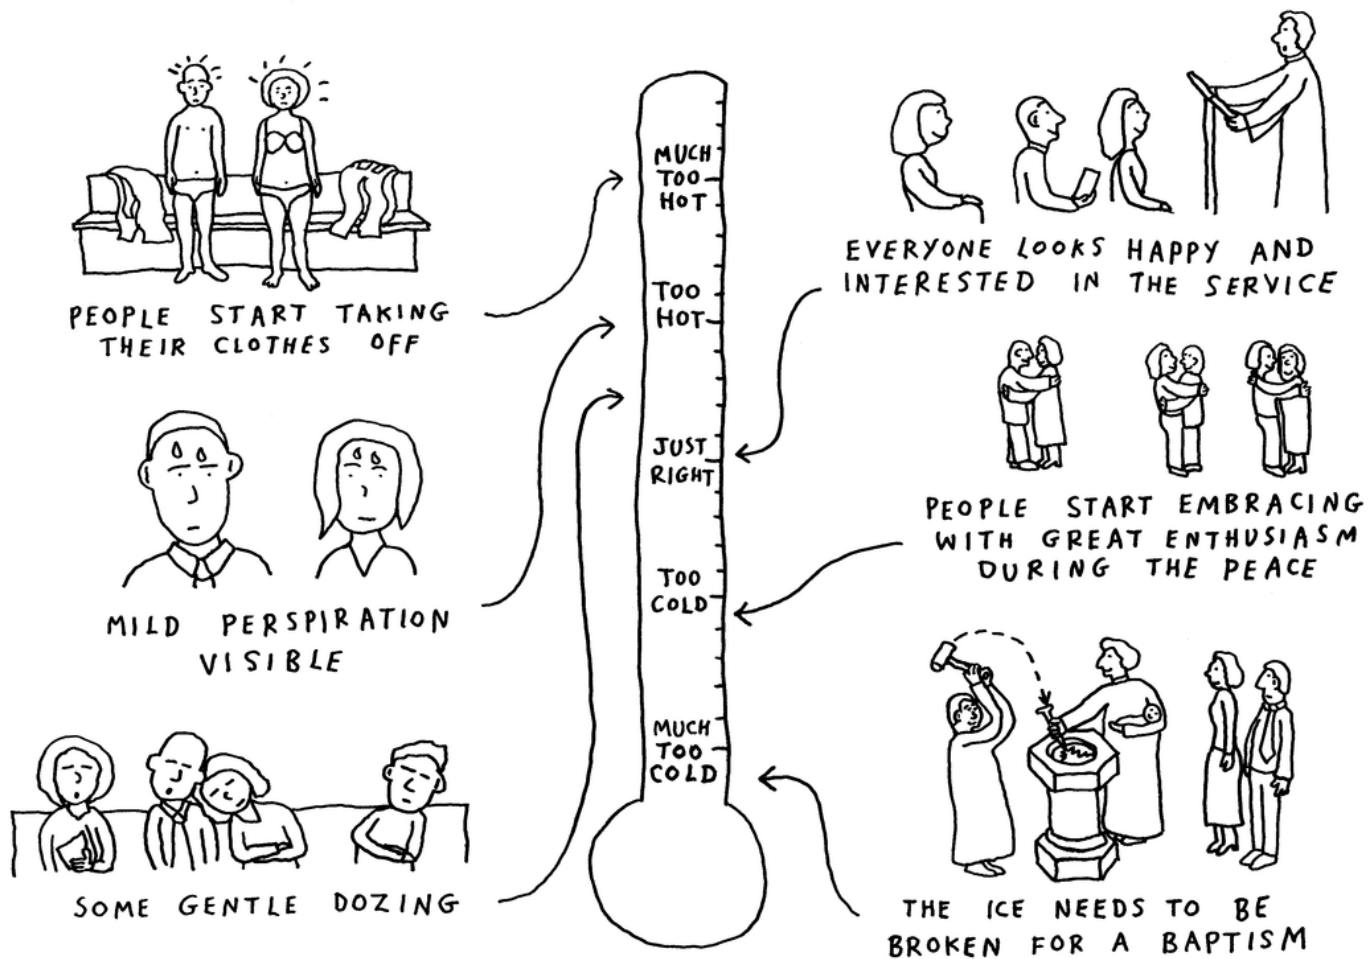 PEOPLE START TAKING
THEIR CLOTHES OFF
MILD PERSPIRATION
VISIBLE
SOME GENTLE DOZING
MUCH
TOO
HOT
TOO
HOT
JUST
RIGHT
TOO
COLD
MUCH
TOO
COLD
EVERYONE LOOKS HAPPY AND
INTERESTED IN THE SERVICE
PEOPLE START EMBRACING
WITH GREAT ENTHUSIASM
DURING THE PEACE
THE ICE NEEDS TO BE
BROKEN FOR A BAPTISM